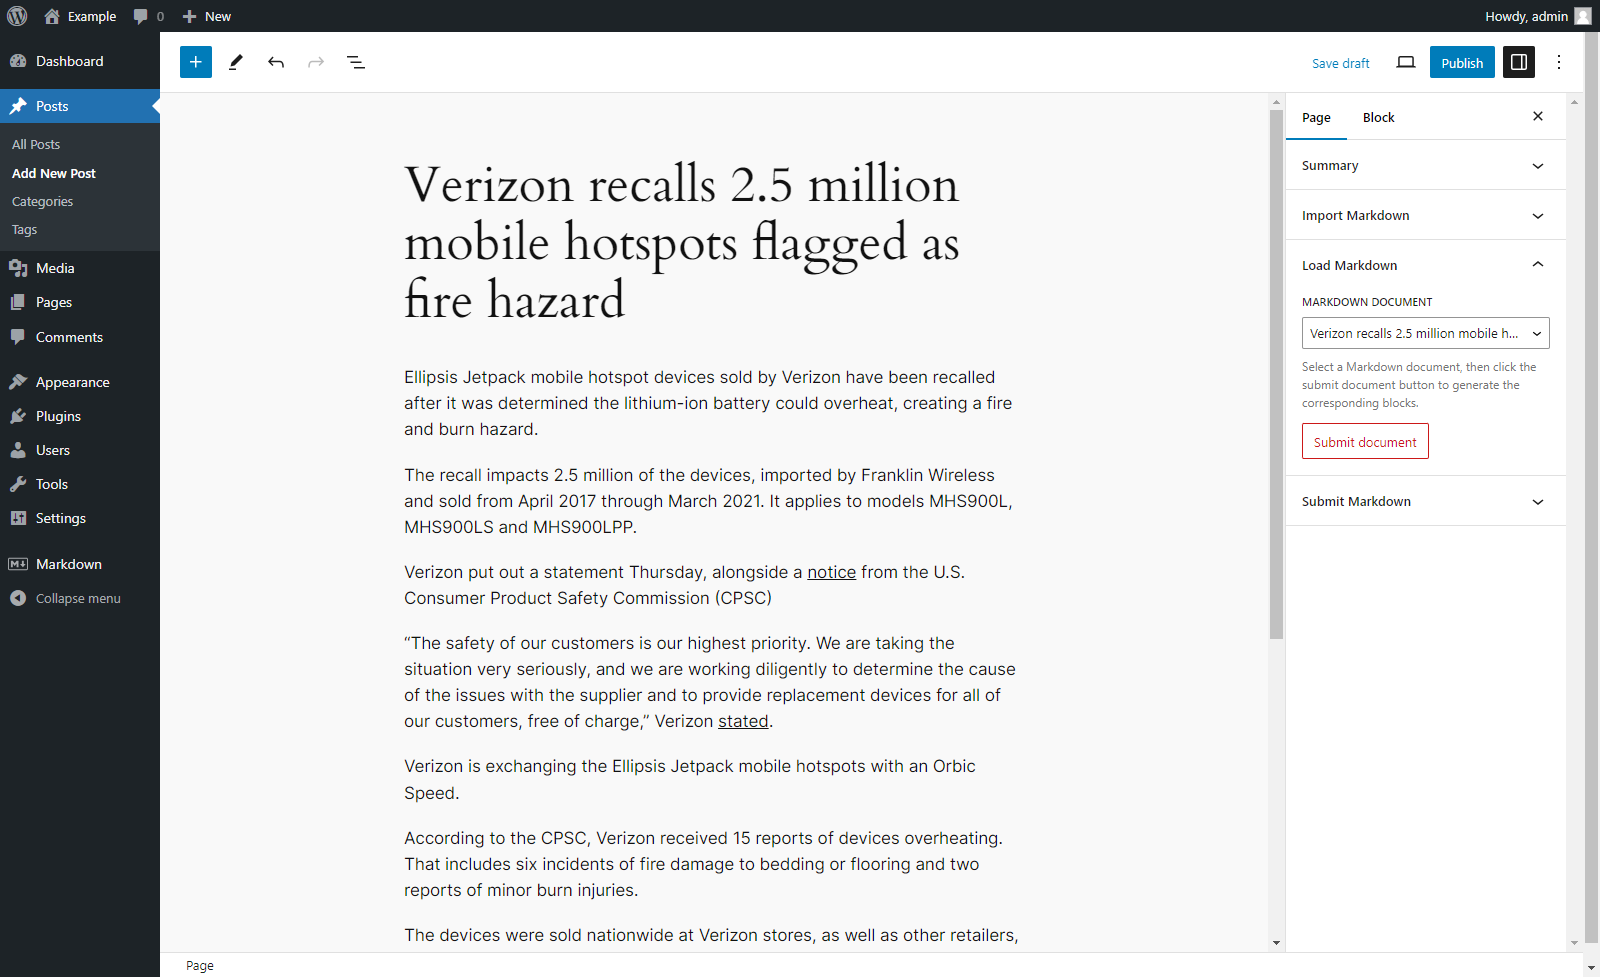 Example
0
New
Howdy, admin
Dashboard
Posts
All Posts
Add New Post
Categories
Tags
Media
Pages
Comments
Appearance
Plugins
Users
Tools
Settings
Markdown
Collapse menu
Save draft
Publish
Verizon recalls 2.5 million
mobile hotspots flagged as
fire hazard
Ellipsis Jetpack mobile hotspot devices sold by Verizon have been recalled
after it was determined the lithium-ion battery could overheat, creating a fire
and burn hazard.
The recall impacts 2.5 million of the devices, imported by Franklin Wireless
and sold from April 2017 through March 2021. It applies to models MHS900L,
MHS900LS and MHS900LPP.
Verizon put out a statement Thursday, alongside a notice from the U.S.
Consumer Product Safety Commission (CPSC)
“The safety of our customers is our highest priority. We are taking the
situation very seriously, and we are working diligently to determine the cause
of the issues with the supplier and to provide replacement devices for all of
our customers, free of charge,” Verizon stated.
Verizon is exchanging the Ellipsis Jetpack mobile hotspots with an Orbic
Speed.
According to the CPSC, Verizon received 15 reports of devices overheating.
That includes six incidents of fire damage to bedding or flooring and two
reports of minor burn injuries.
The devices were sold nationwide at Verizon stores, as well as other retailers,
Page
Block
Summary
Import Markdown
Load Markdown
MARKDOWN DOCUMENT
Verizon recalls 2.5 million mobile h...
Select a Markdown document, then click the
submit document button to generate the
corresponding blocks.
Submit document
Submit Markdown
Page